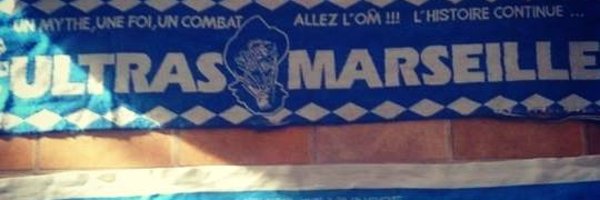 UN MYTHE, UNE FOI, UN COMBAT ALLEZ L'OM !!! L'HISTOIRE CONTINUE ...
ULTRAS MARSEILLE